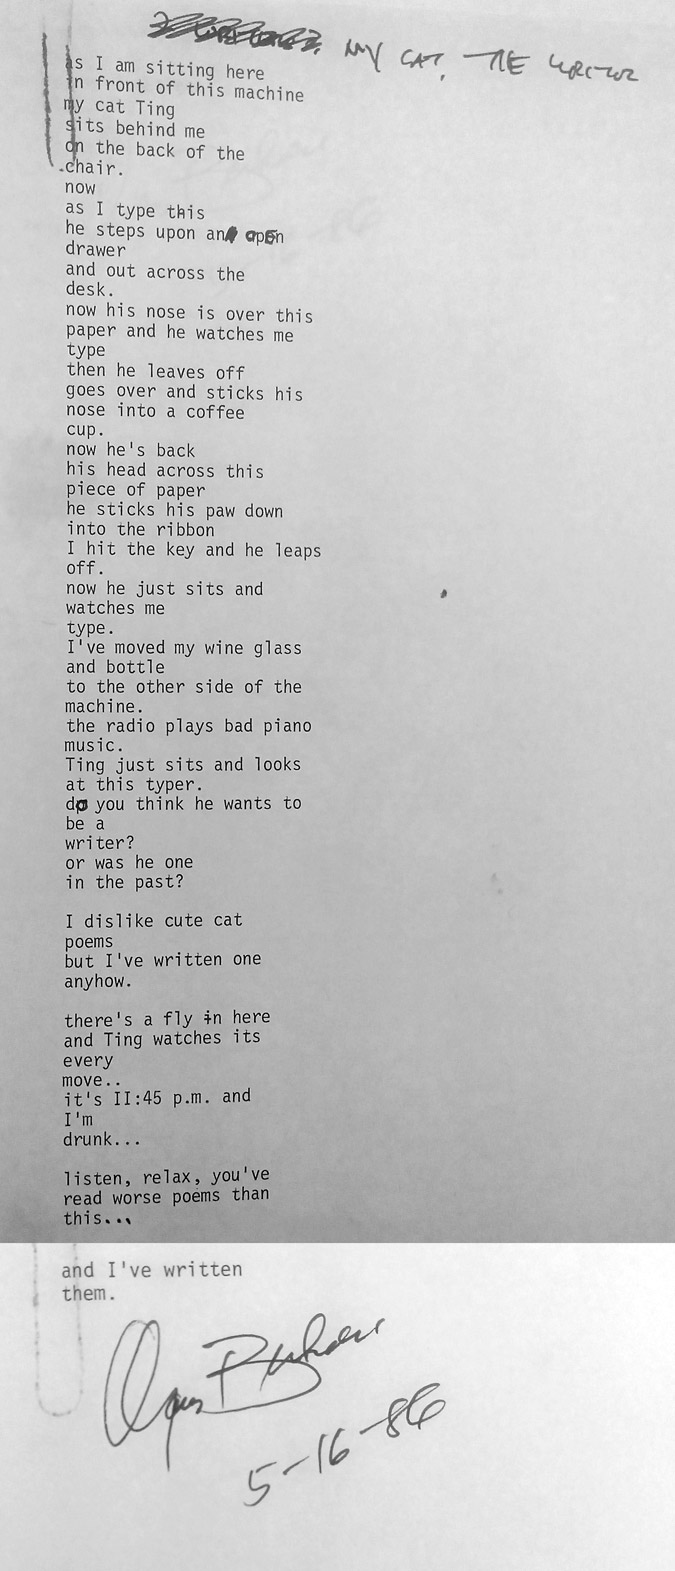 MY CAT, THE WRITER
as I am sitting here
in front of this machine
my cat Ting
sits behind me
on the back of the
chair.
now
as I type this
he steps upon an open
drawer
and out across the
desk.
now his nose is over this
paper and he watches me
type
then he leaves off
goes over and sticks his
nose into a coffee
cup.
now he's back
his head across this
piece of paper
he sticks his paw down
into the ribbon
I hit the key and he leaps
off.
now he just sits and
watches me
type.
I've moved my wine glass
and bottle
to the other side of the
machine.
the radio plays bad piano
music.
Ting just sits and looks
at this typer.
do you think he wants to
be a
writer?
or was he one
in the past?
I dislike cute cat
poems
but I've written one
anyhow.
there's a fly in here
and Ting watches its
every
move..
it's II:45 p.m. and
I'm
drunk...
listen, relax, you've
read worse poems than
this...
and I've written
them.
5-16-86